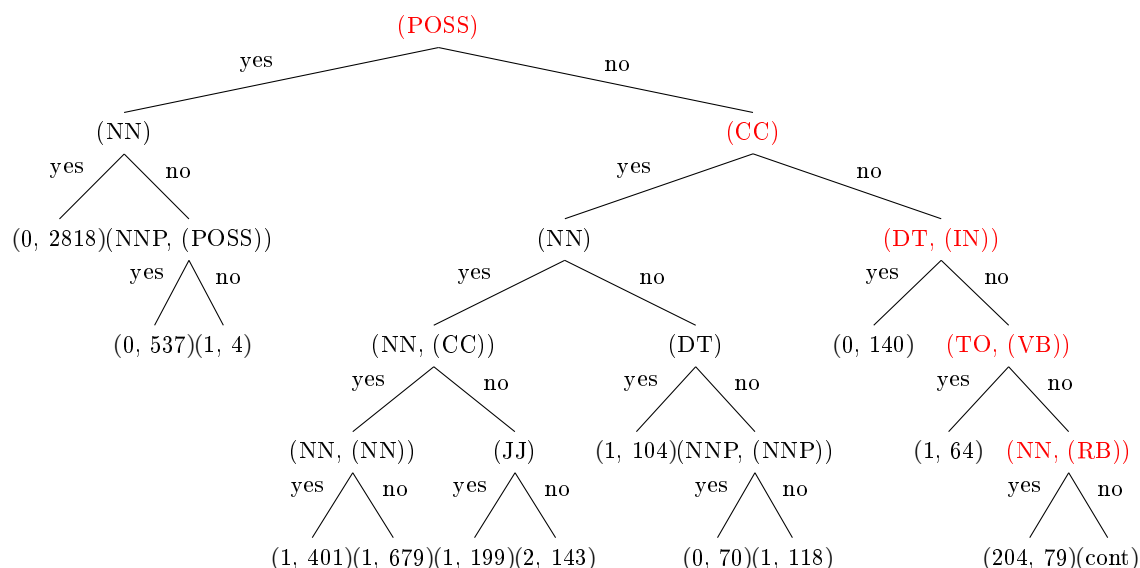 (POSS)
yes no
(NN) (CC)
yes no yes no
(0, 2818)(NNP, (POSS)) (NN) (DT, (IN))
yes no yes no yes no
(0, 537)(1, 4) (NN, (CC)) (DT) (0, 140) (TO, (VB))
yes no yes no yes no
(NN, (NN)) (JJ) (1, 104)(NNP, (NNP)) (1, 64) (NN, (RB))
yes no yes no yes no yes no
(1, 401)(1, 679)(1, 199)(2, 143) (0, 70)(1, 118) (204, 79)(cont)